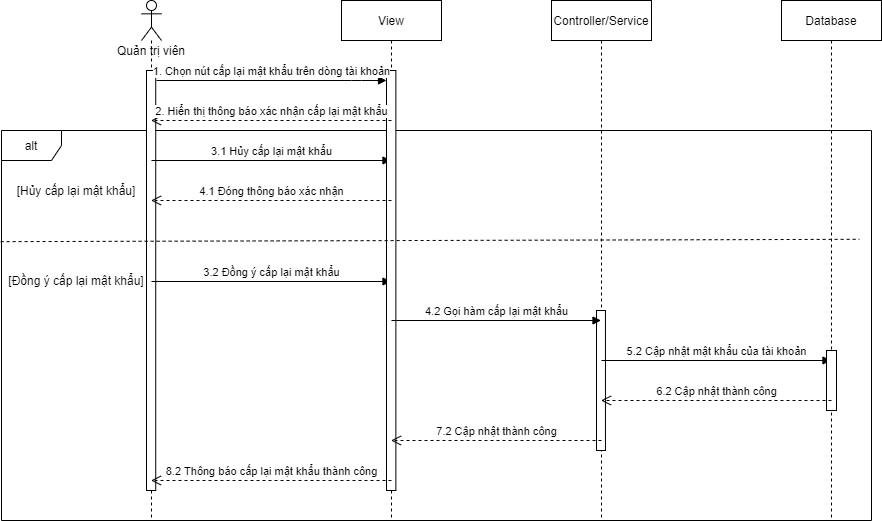 Quản trị viên
View
Controller/Service
Database
1. Chọn nút cấp lại mật khẩu trên dòng tài khoản
2. Hiển thị thông báo xác nhận cấp lại mật khẩu
alt
3.1 Hủy cấp lại mật khẩu
[Hủy cấp lại mật khẩu]
4.1 Đóng thông báo xác nhận
3.2 Đồng ý cấp lại mật khẩu
[Đồng ý cấp lại mật khẩu]
4.2 Gọi hàm cấp lại mật khẩu
5.2 Cập nhật mật khẩu của tài khoản
6.2 Cập nhật thành công
7.2 Cập nhật thành công
8.2 Thông báo cấp lại mật khẩu thành công